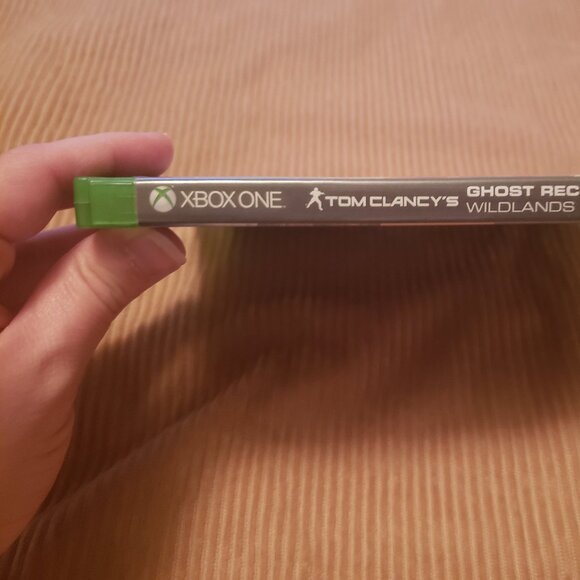 XBOX ONE
TOM CLANCY'S
GHOST REC
WILDLANDS